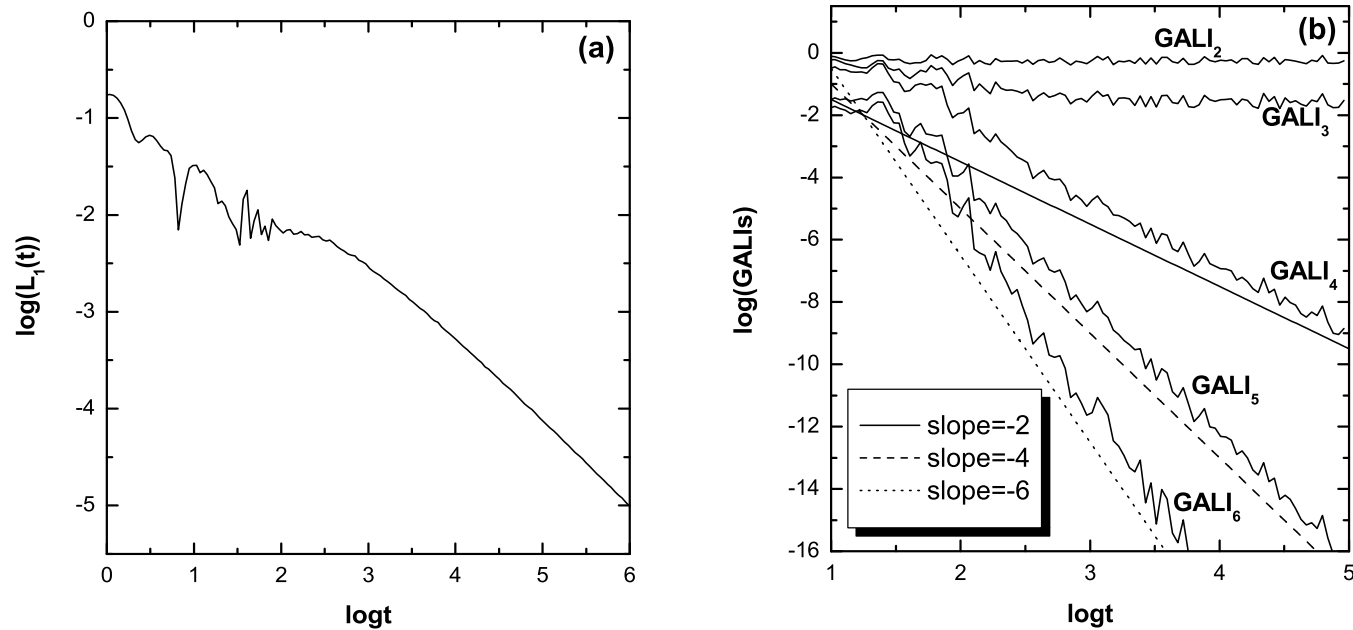 (a)
0
-1
-2
-3
-4
-5
0 1 2 3 4 5 6
log(L₁(t))
logt
(b)
0
-2
-4
-6
-8
-10
-12
-14
-16
1 2 3 4 5
log(GALIs)
logt
GALI₂
GALI₃
GALI₄
GALI₅
GALI₆
slope=-2
slope=-4
slope=-6